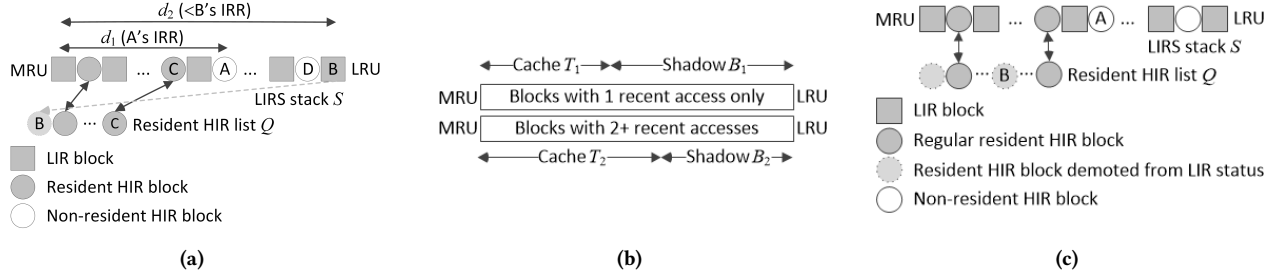 d2 (<B's IRR)
d1 (A's IRR)
MRU ... C A ... D B LRU
LIRS stack S
B ... C Resident HIR list Q
LIR block
Resident HIR block
Non-resident HIR block
(a)
Cache T1 Shadow B1
MRU Blocks with 1 recent access only LRU
MRU Blocks with 2+ recent accesses LRU
Cache T2 Shadow B2
(b)
MRU ... A ... LRU
LIRS stack S
... B ... Resident HIR list Q
LIR block
Regular resident HIR block
Resident HIR block demoted from LIR status
Non-resident HIR block
(c)